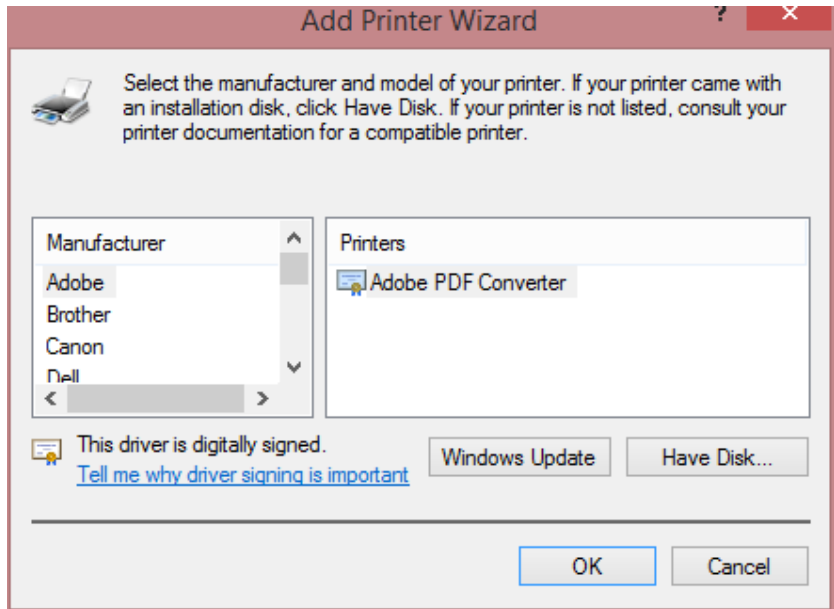 Add Printer Wizard
?
Select the manufacturer and model of your printer. If your printer came with
an installation disk, click Have Disk. If your printer is not listed, consult your
printer documentation for a compatible printer.
Manufacturer
Adobe
Brother
Canon
Dell
Printers
Adobe PDF Converter
This driver is digitally signed.
Tell me why driver signing is important
Windows Update
Have Disk...
OK
Cancel